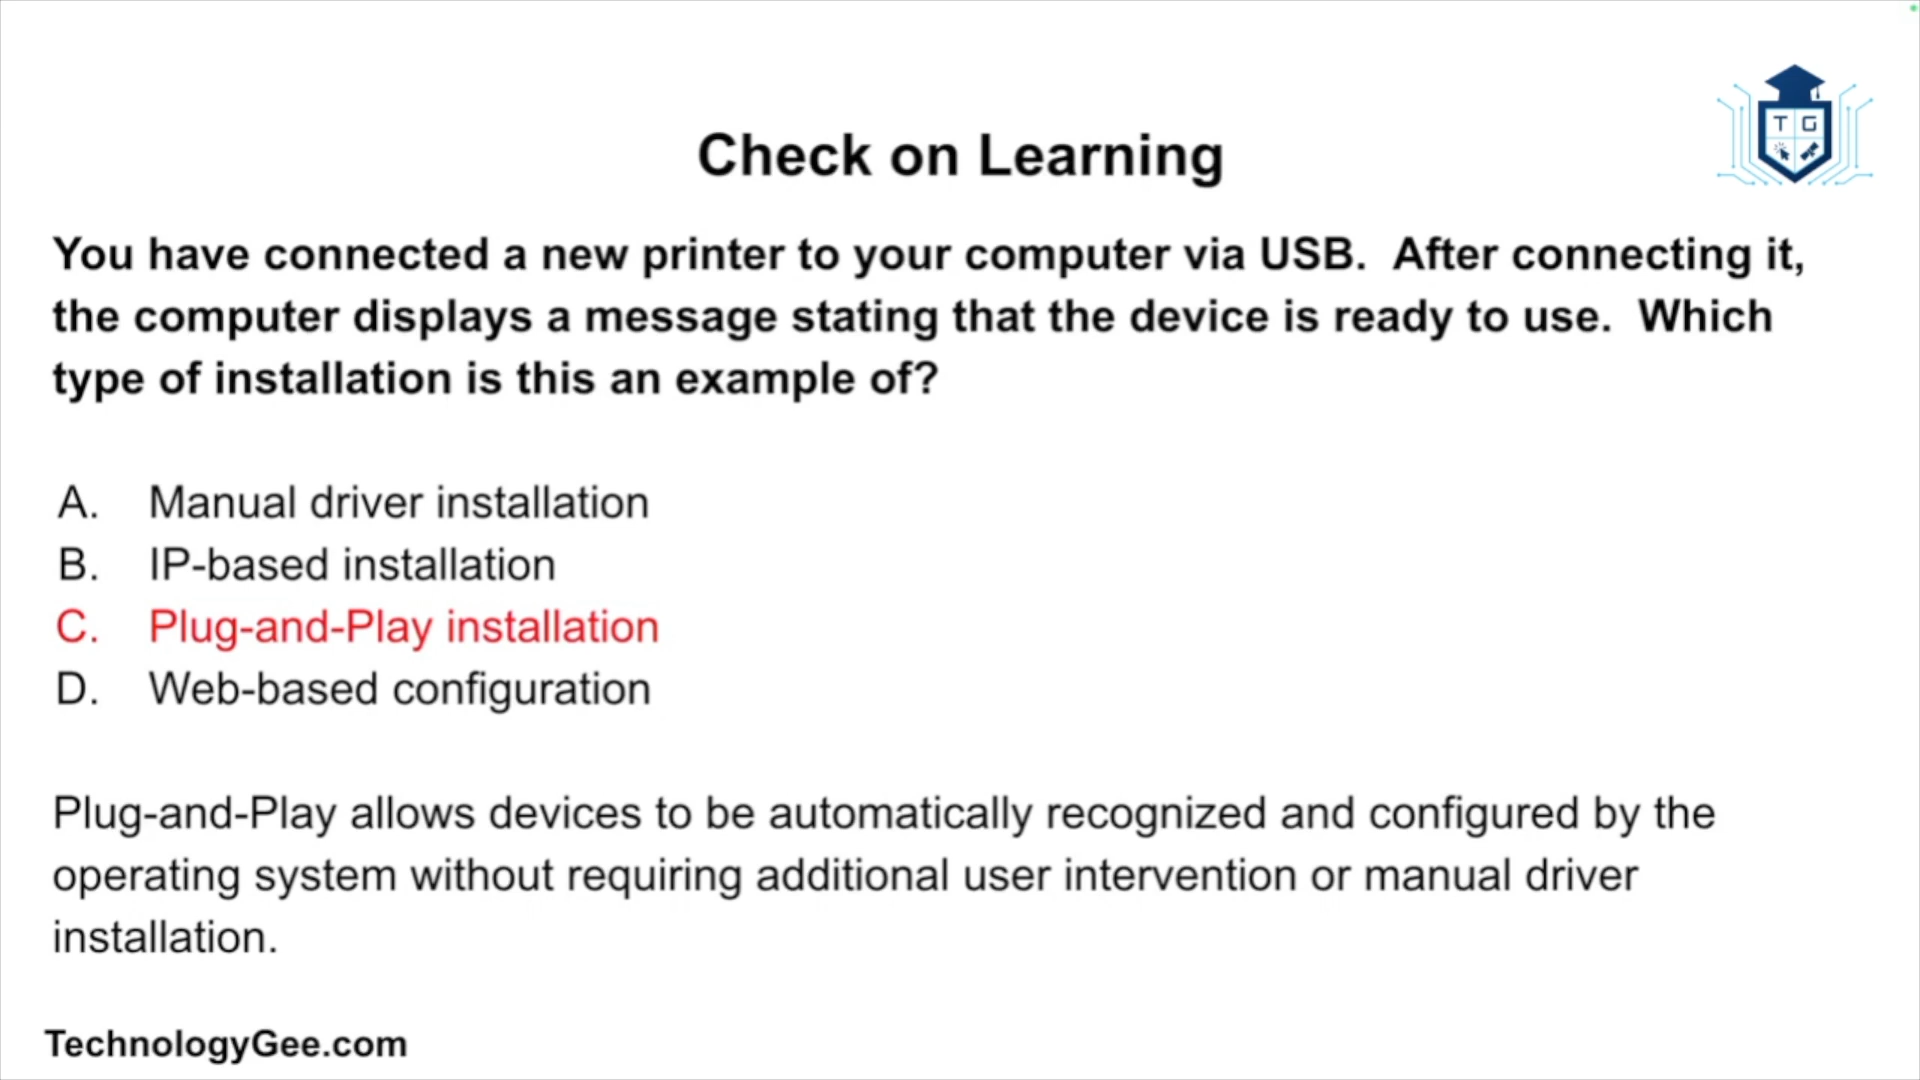 T G
Check on Learning
You have connected a new printer to your computer via USB.  After connecting it,
the computer displays a message stating that the device is ready to use.  Which
type of installation is this an example of?
A. Manual driver installation
B. IP-based installation
C. Plug-and-Play installation
D. Web-based configuration
Plug-and-Play allows devices to be automatically recognized and configured by the
operating system without requiring additional user intervention or manual driver
installation.
TechnologyGee.com